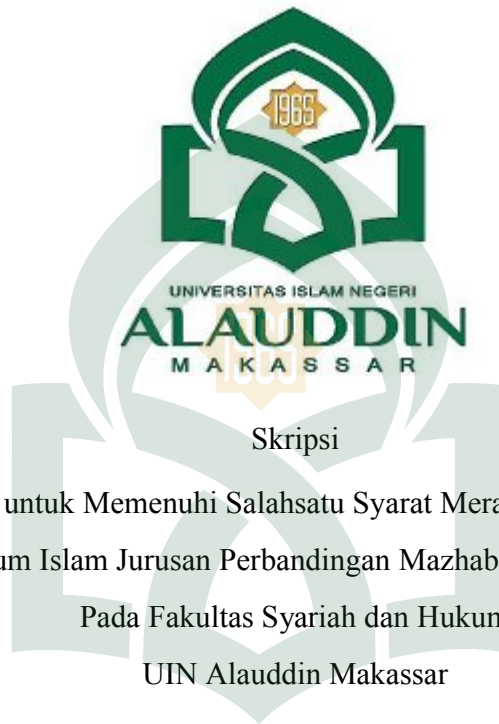 1965
UNIVERSITAS ISLAM NEGERI
ALAUDDIN
MAKASSAR
1965
Skripsi
untuk Memenuhi Salahsatu Syarat
Islam Jurusan Perbandingan Mazhab
Pada Fakultas Syariah dan
UIN Alauddin Makassar